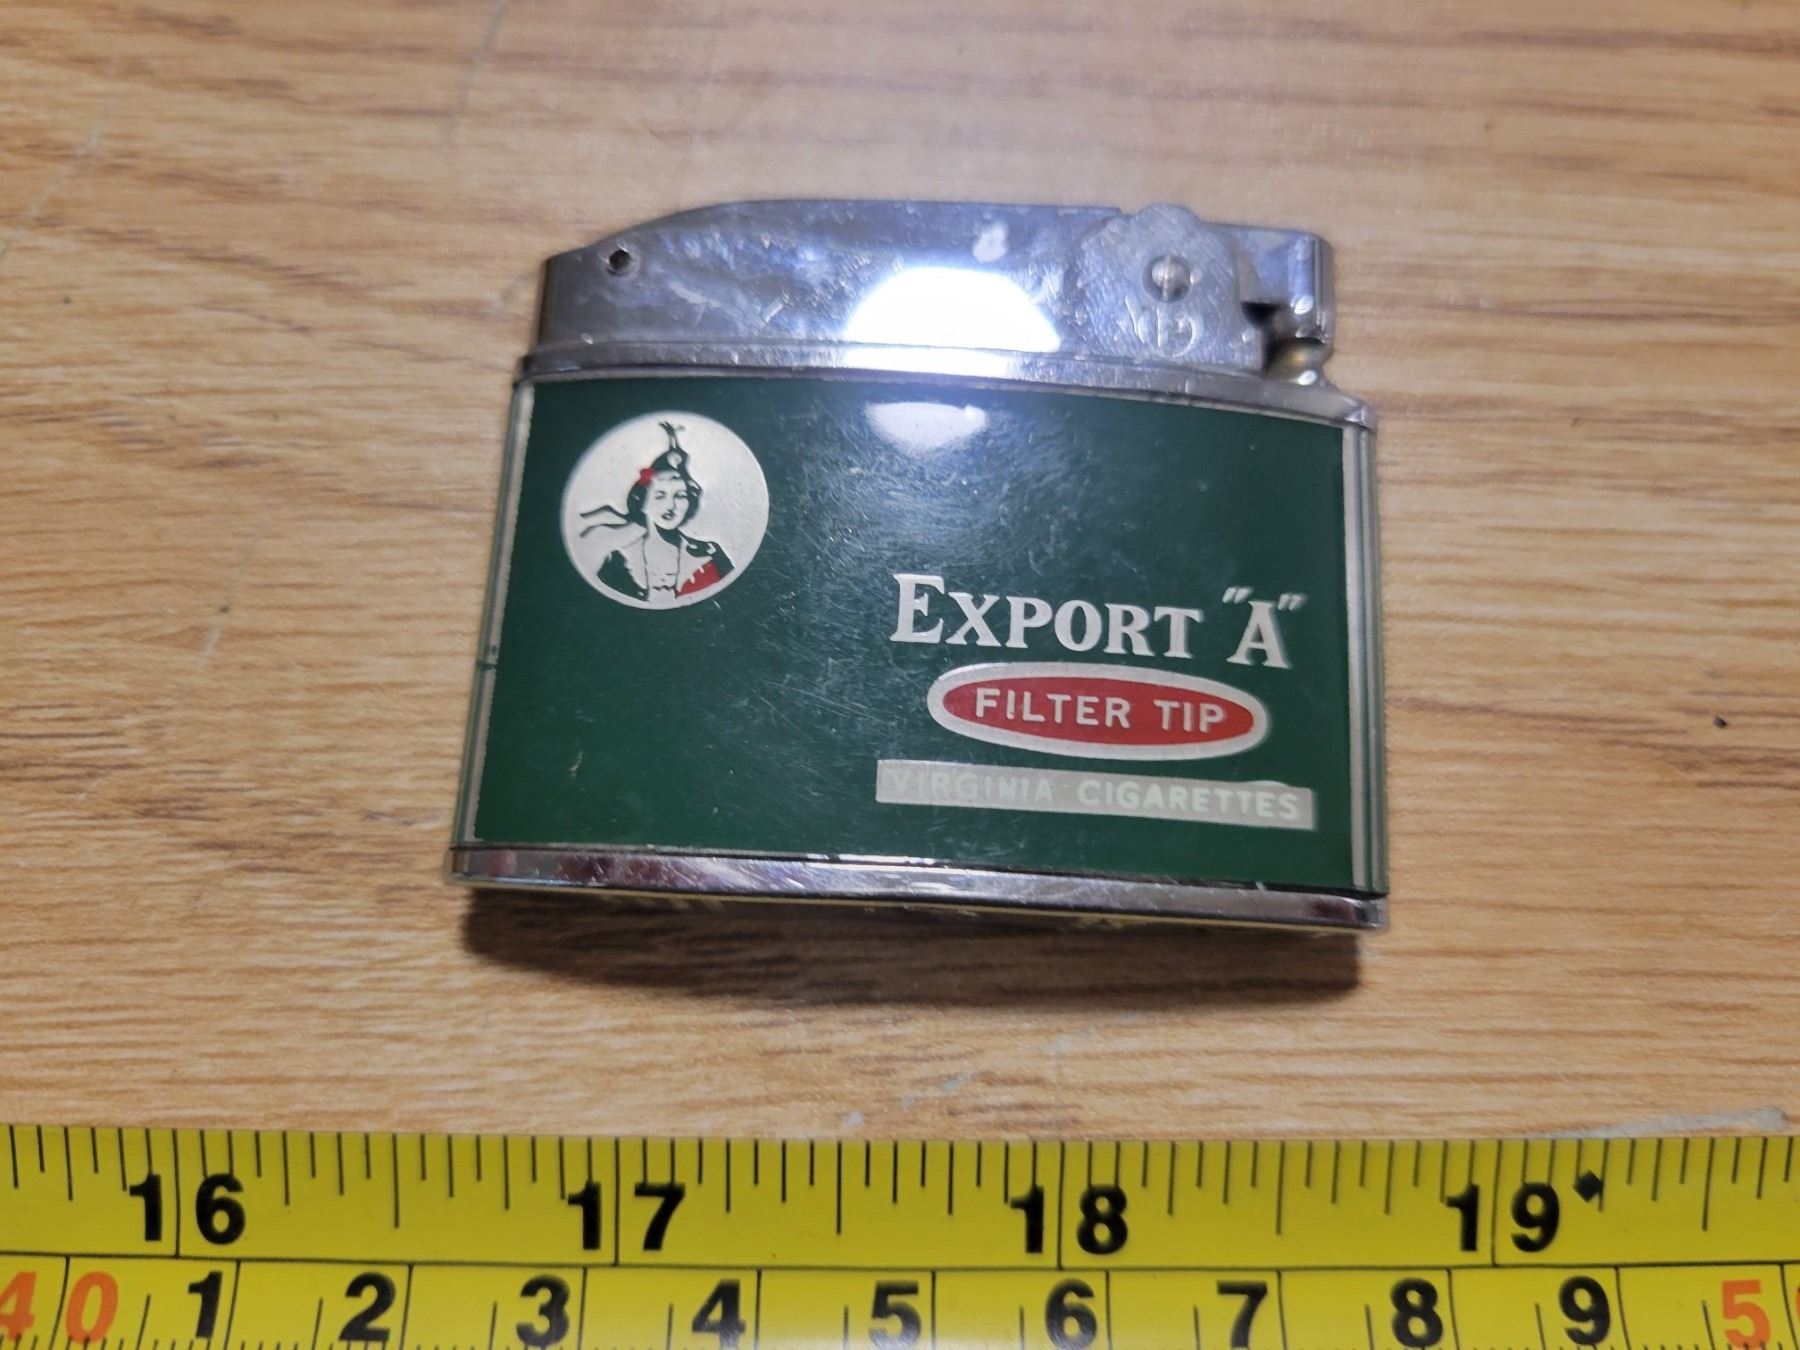 EXPORT "A"
FILTER TIP
VIRGINIA CIGARETTES
16 17 18 19
40 1 2 3 4 5 6 7 8 9 5